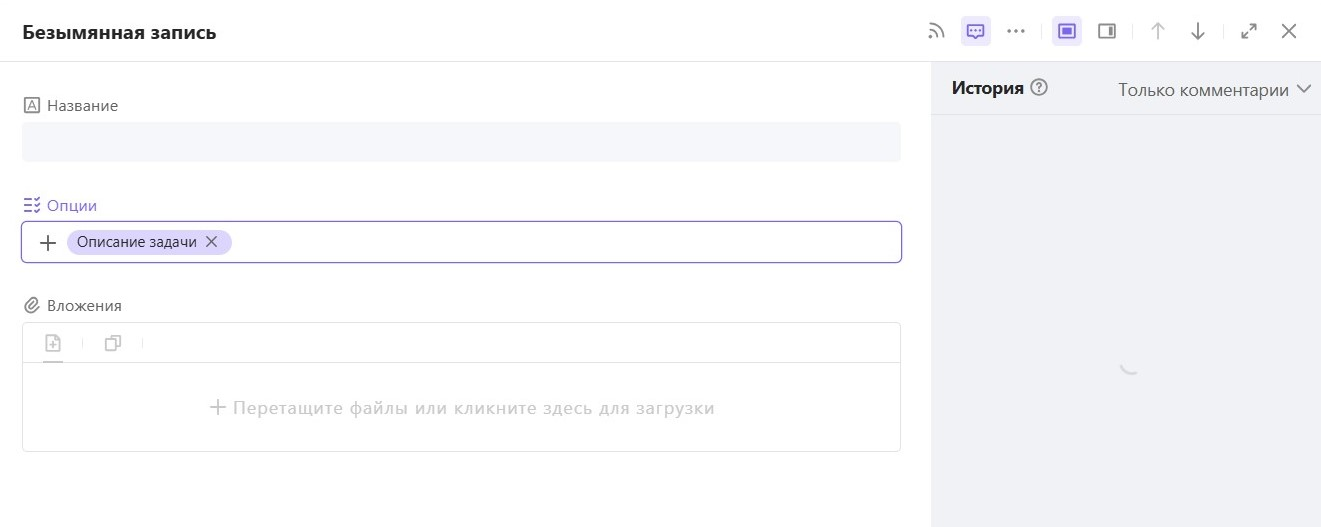 Безымянная запись
История
Только комментарии
Название
Опции
Описание задачи
Вложения
Перетащите файлы или кликните здесь для загрузки